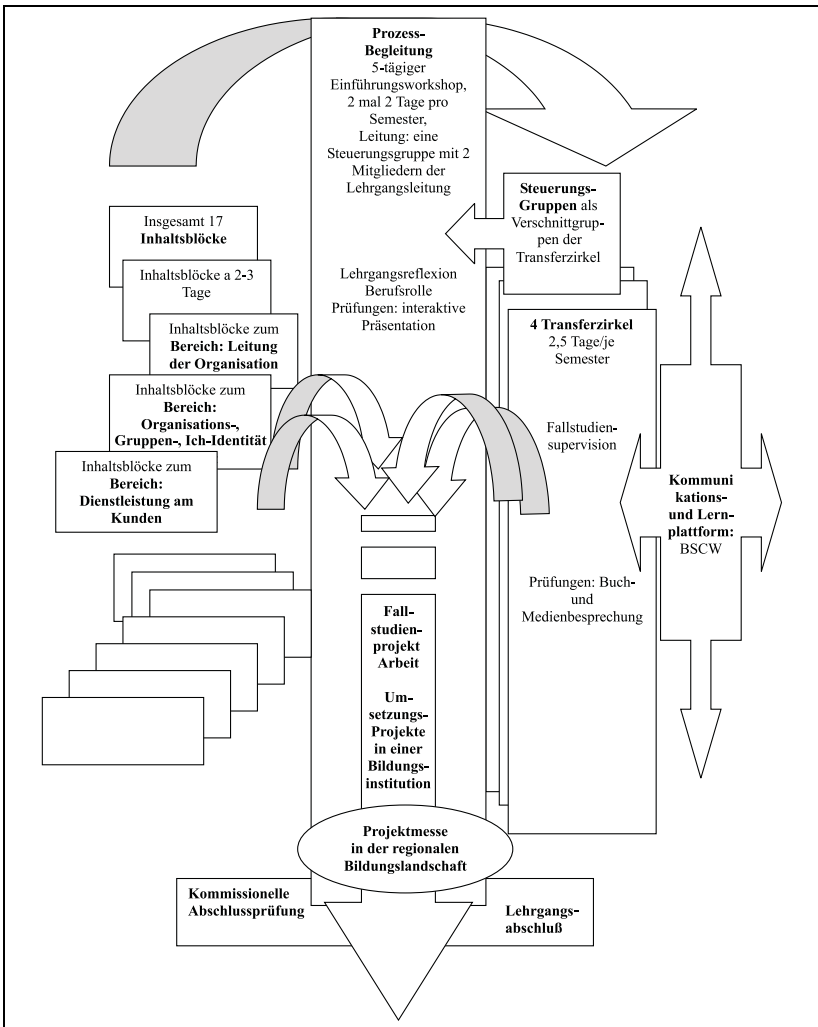 Prozess-
Begleitung
5-tägiger
Einführungsworkshop,
2 mal 2 Tage pro
Semester,
Leitung: eine
Steuerungsgruppe mit 2
Mitgliedern der
Lehrgangsleitung
Steuerungs-
Gruppen als
Verschnittgrup-
pen der
Transferzirkel
Insgesamt 17
Inhaltsblöcke
Inhaltsblöcke a 2-3
Tage
Inhaltsblöcke zum
Bereich: Leitung
der Organisation
Inhaltsblöcke zum
Bereich:
Organisations-,
Gruppen-, Ich-Identität
Inhaltsblöcke zum
Bereich:
Dienstleistung am
Kunden
Lehrgangsreflexion
Berufsrolle
Prüfungen: interaktive
Präsentation
4 Transferzirkel
2,5 Tage/je
Semester
Fallstudien-
supervision
Prüfungen: Buch-
und
Medienbesprechung
Kommuni
kations-
und Lern-
plattform:
BSCW
Fall-
studien-
projekt
Arbeit
Um-
setzungs-
Projekte
in einer
Bildungs-
institution
Projektmesse
in der regionalen
Bildungslandschaft
Kommissionelle
Abschlussprüfung
Lehrgangs-
abschluß